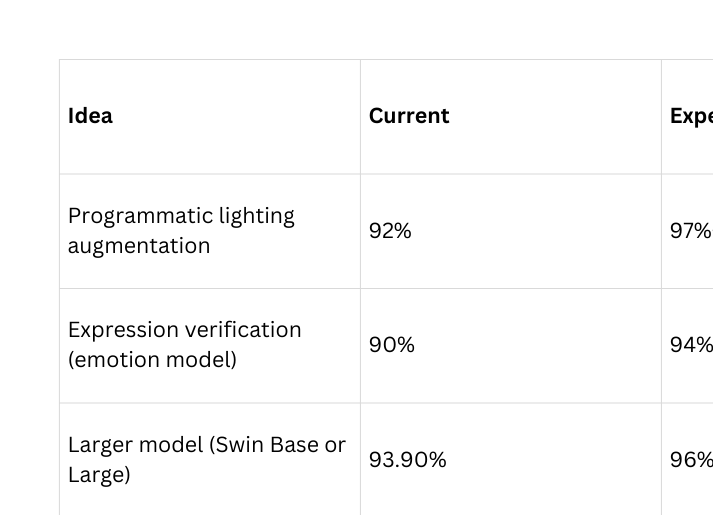 Idea
Current
Expe
Programmatic lighting
augmentation
92%
97%
Expression verification
(emotion model)
90%
94%
Larger model (Swin Base or
Large)
93.90%
96%